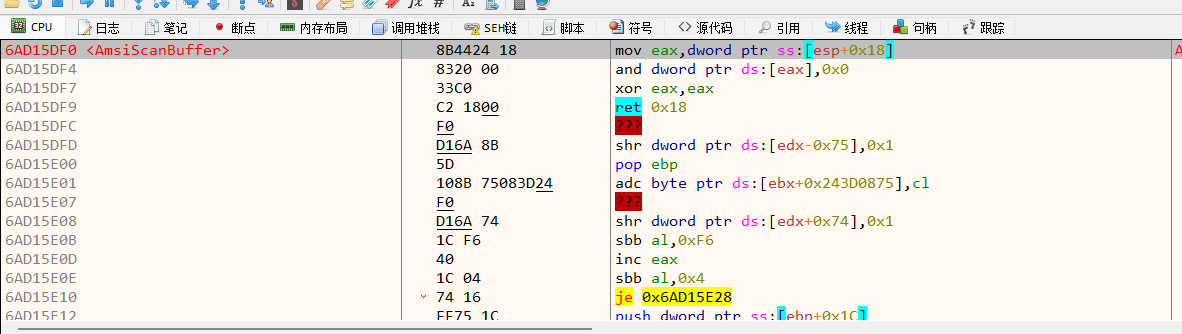 CPU 日志 笔记 断点 内存布局 调用堆栈 SEH链 脚本 符号 源代码 引用 线程 句柄 跟踪
6AD15DF0 <AmsiScanBuffer> 8B4424 18 mov eax,dword ptr ss:[esp+0x18]
6AD15DF4 8320 00 and dword ptr ds:[eax],0x0
6AD15DF7 33C0 xor eax,eax
6AD15DF9 C2 1800 ret 0x18
6AD15DFC F0 ???
6AD15DFD D16A 8B shr dword ptr ds:[edx-0x75],0x1
6AD15E00 5D pop ebp
6AD15E01 108B 75083D24 adc byte ptr ds:[ebx+0x243D0875],cl
6AD15E07 F0 ???
6AD15E08 D16A 74 shr dword ptr ds:[edx+0x74],0x1
6AD15E0B 1C F6 sbb al,0xF6
6AD15E0D 40 inc eax
6AD15E0E 1C 04 sbb al,0x4
6AD15E10 74 16 je 0x6AD15E28
6AD15E12 FF75 1C push dword ptr ss:[ebp+0x1C]